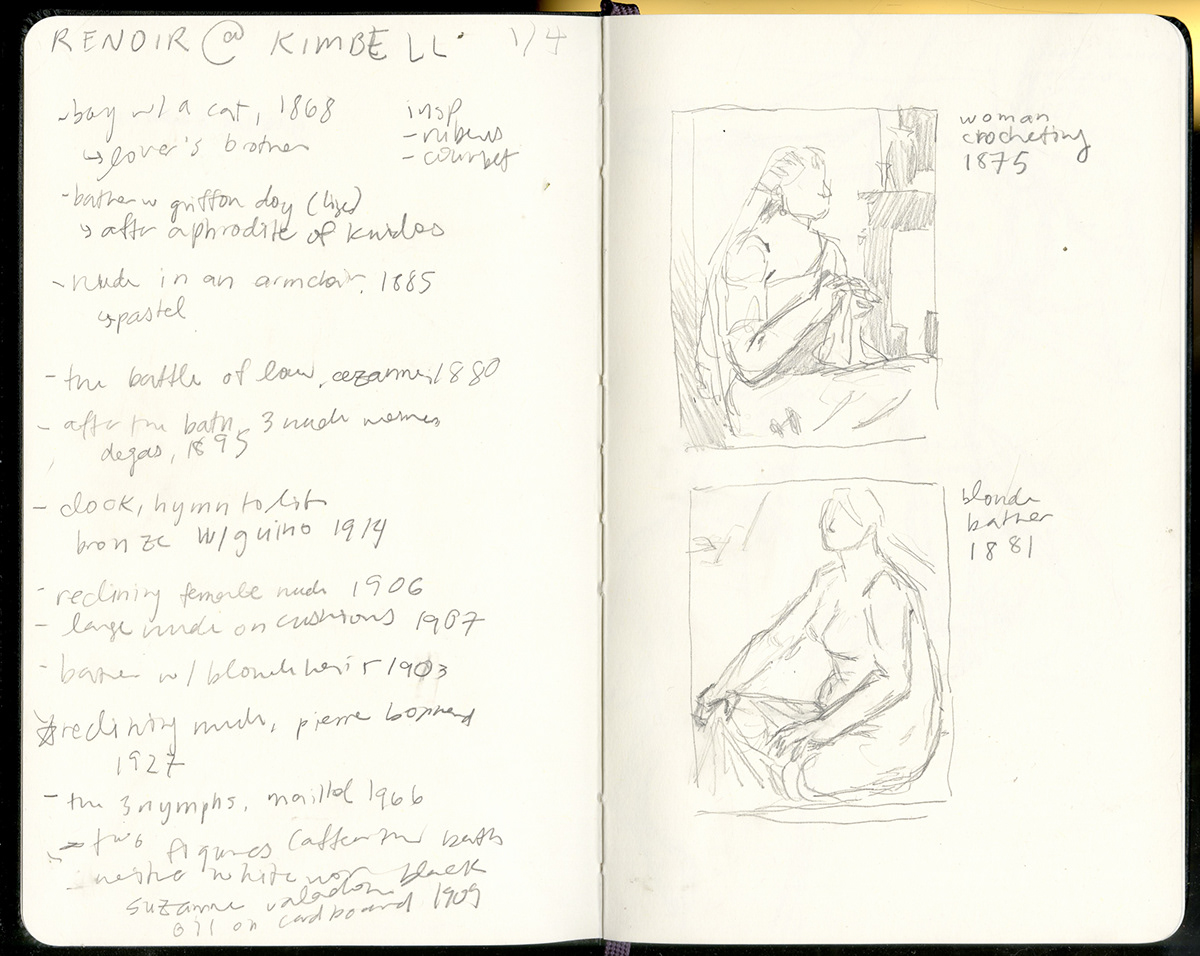 RENOIR @ KIMBELL 1/4
- boy w/ a cat, 1868
↳ lover's brother
insp
- rubens
- courbet
- bather w griffon dog (lise)
↳ after aphrodite of knidos
- nude in an armchair, 1885
↳ pastel
- the battle of love, cezanne, 1880
- after the bath, 3 nude women
degas, 1895
- clock, hymn to life
bronze w/ guino 1914
- reclining female nude 1906
- large nude on cushions 1907
- bather w/ blonde hair 1903
☆ reclining nude, pierre bonnard
1927
- the 3 nymphs, maillol 1966
- two figures (after the bath
neither white nor black
suzanne valadon 1909
oil on cardboard
woman
crocheting
1875
blonde
bather
1881